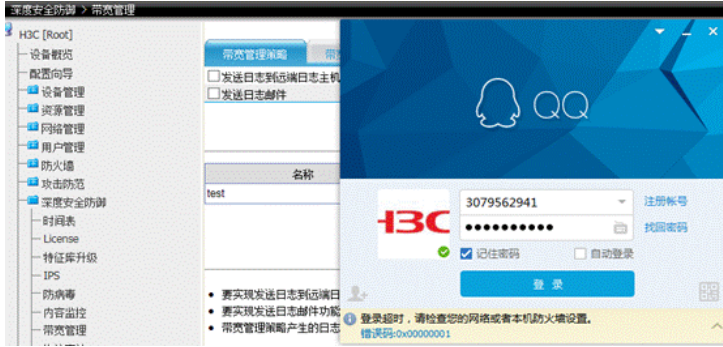 深度安全防御 > 带宽管理
H3C [Root]
设备概览
配置向导
设备管理
资源管理
网络管理
用户管理
防火墙
攻击防范
深度安全防御
时间表
License
特征库升级
IPS
防病毒
内容监控
带宽管理
带宽管理策略
带宽
发送日志到远端日志主机
发送日志邮件
名称
test
要实现发送日志到远端日
要实现发送日志邮件功能
带宽管理策略产生的日志
QQ
H3C
3079562941
注册帐号
●●●●●●●●●●
找回密码
记住密码
自动登录
登 录
登录超时，请检查您的网络或者本机防火墙设置。
错误码:0x00000001